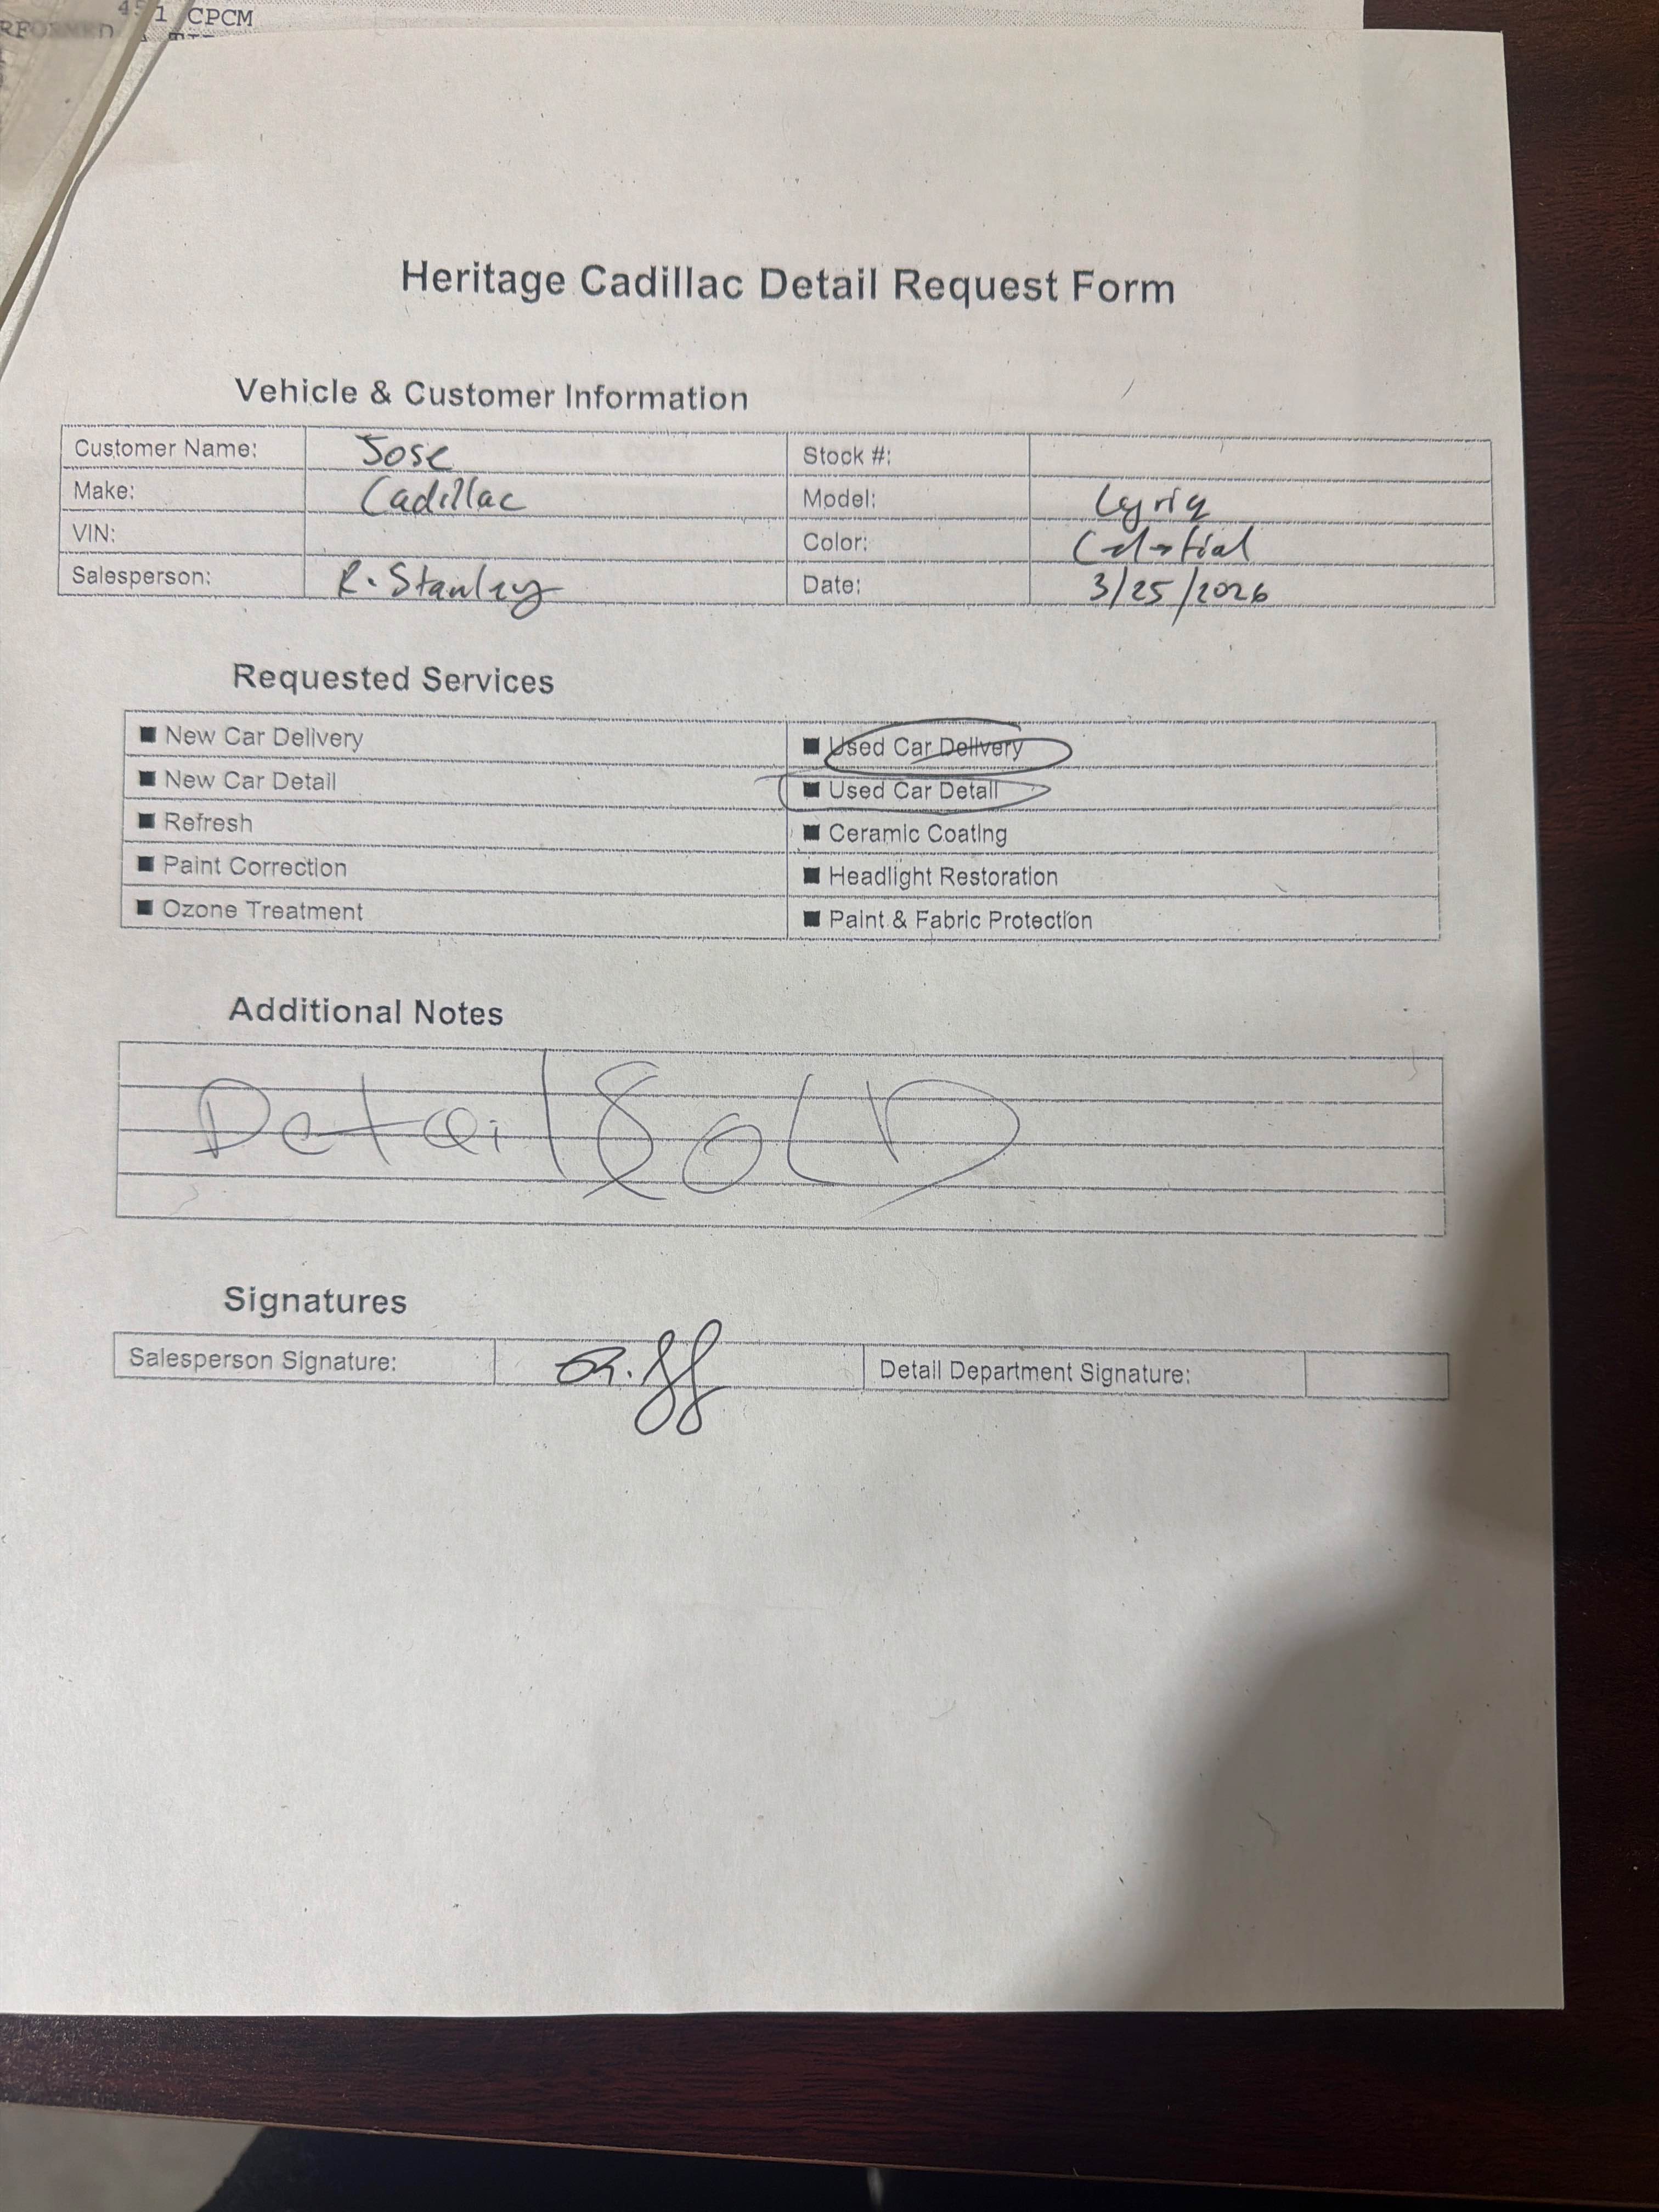 1 CPCM
Heritage Cadillac Detail Request Form
Vehicle & Customer Information
Customer Name: Jose Stock #:
Make: Cadillac Model: Lyriq
VIN: Color: Celestial
Salesperson: R. Stanley Date: 3/25/2026
Requested Services
■ New Car Delivery ■ Used Car Delivery
■ New Car Detail ■ Used Car Detail
■ Refresh ■ Ceramic Coating
■ Paint Correction ■ Headlight Restoration
■ Ozone Treatment ■ Paint & Fabric Protection
Additional Notes
Detail SOLD
Signatures
Salesperson Signature: Detail Department Signature: